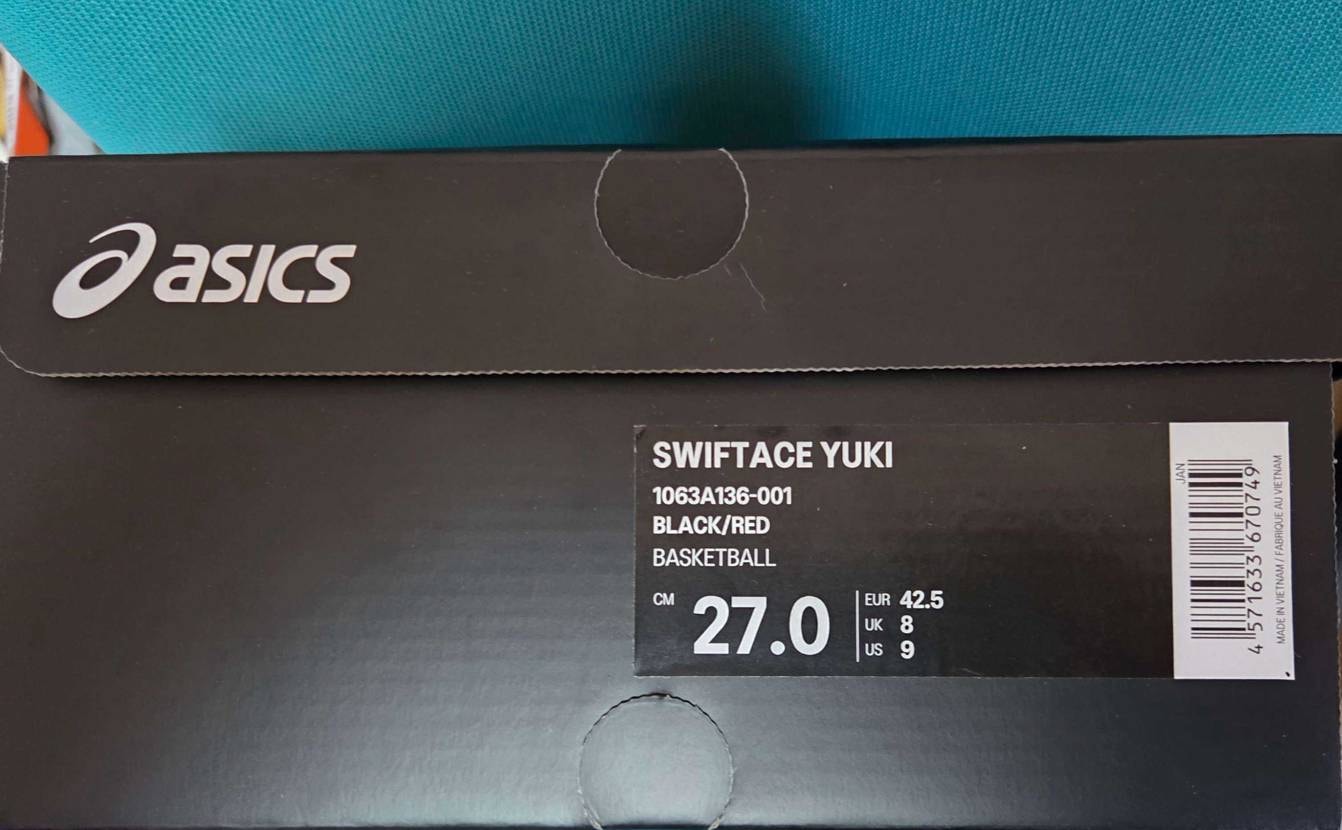 asics
SWIFTACE YUKI
1063A136-001
BLACK/RED
BASKETBALL
CM 27.0
EUR 42.5
UK 8
US 9
JAN
4 571633 670749
MADE IN VIETNAM / FABRIQUE AU VIETNAM